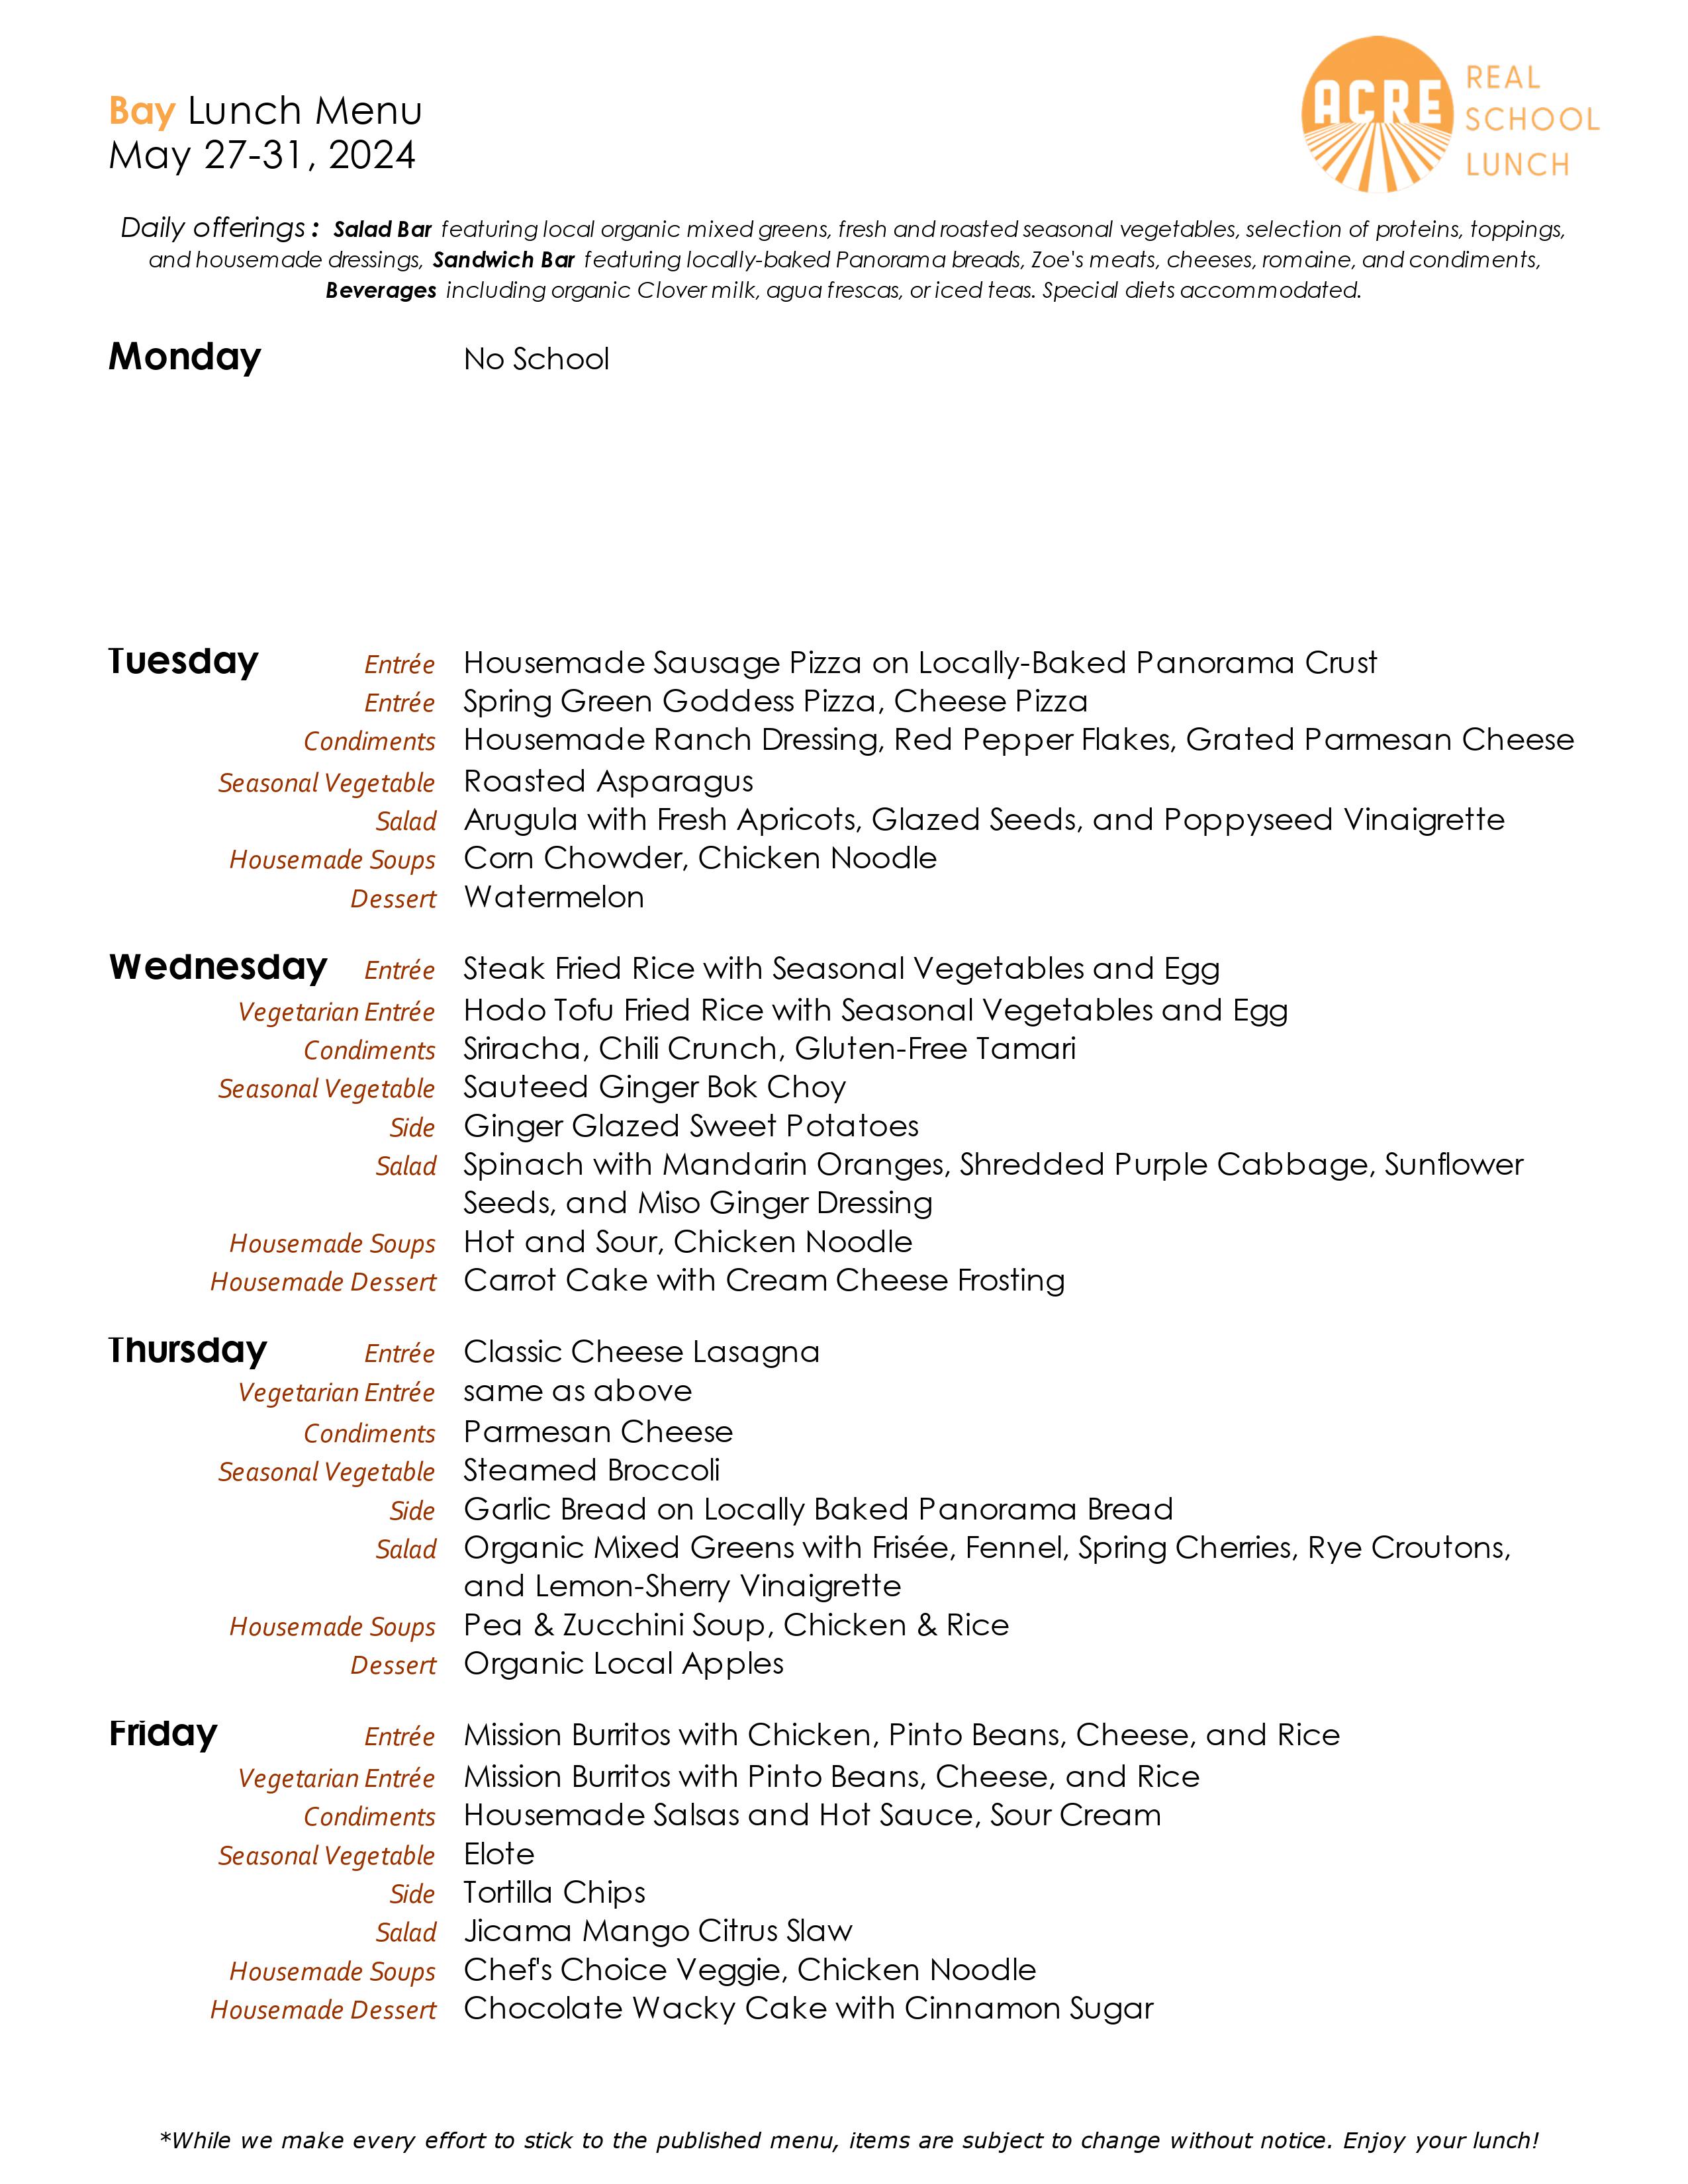 Bay Lunch Menu
May 27-31, 2024
ACRE
REAL
SCHOOL
LUNCH
Daily offerings : Salad Bar featuring local organic mixed greens, fresh and roasted seasonal vegetables, selection of proteins, toppings,
and housemade dressings, Sandwich Bar featuring locally-baked Panorama breads, Zoe's meats, cheeses, romaine, and condiments,
Beverages including organic Clover milk, agua frescas, or iced teas. Special diets accommodated.
Monday No School
Tuesday Entrée Housemade Sausage Pizza on Locally-Baked Panorama Crust
Entrée Spring Green Goddess Pizza, Cheese Pizza
Condiments Housemade Ranch Dressing, Red Pepper Flakes, Grated Parmesan Cheese
Seasonal Vegetable Roasted Asparagus
Salad Arugula with Fresh Apricots, Glazed Seeds, and Poppyseed Vinaigrette
Housemade Soups Corn Chowder, Chicken Noodle
Dessert Watermelon
Wednesday Entrée Steak Fried Rice with Seasonal Vegetables and Egg
Vegetarian Entrée Hodo Tofu Fried Rice with Seasonal Vegetables and Egg
Condiments Sriracha, Chili Crunch, Gluten-Free Tamari
Seasonal Vegetable Sauteed Ginger Bok Choy
Side Ginger Glazed Sweet Potatoes
Salad Spinach with Mandarin Oranges, Shredded Purple Cabbage, Sunflower
Seeds, and Miso Ginger Dressing
Housemade Soups Hot and Sour, Chicken Noodle
Housemade Dessert Carrot Cake with Cream Cheese Frosting
Thursday Entrée Classic Cheese Lasagna
Vegetarian Entrée same as above
Condiments Parmesan Cheese
Seasonal Vegetable Steamed Broccoli
Side Garlic Bread on Locally Baked Panorama Bread
Salad Organic Mixed Greens with Frisée, Fennel, Spring Cherries, Rye Croutons,
and Lemon-Sherry Vinaigrette
Housemade Soups Pea & Zucchini Soup, Chicken & Rice
Dessert Organic Local Apples
Friday Entrée Mission Burritos with Chicken, Pinto Beans, Cheese, and Rice
Vegetarian Entrée Mission Burritos with Pinto Beans, Cheese, and Rice
Condiments Housemade Salsas and Hot Sauce, Sour Cream
Seasonal Vegetable Elote
Side Tortilla Chips
Salad Jicama Mango Citrus Slaw
Housemade Soups Chef's Choice Veggie, Chicken Noodle
Housemade Dessert Chocolate Wacky Cake with Cinnamon Sugar
*While we make every effort to stick to the published menu, items are subject to change without notice. Enjoy your lunch!